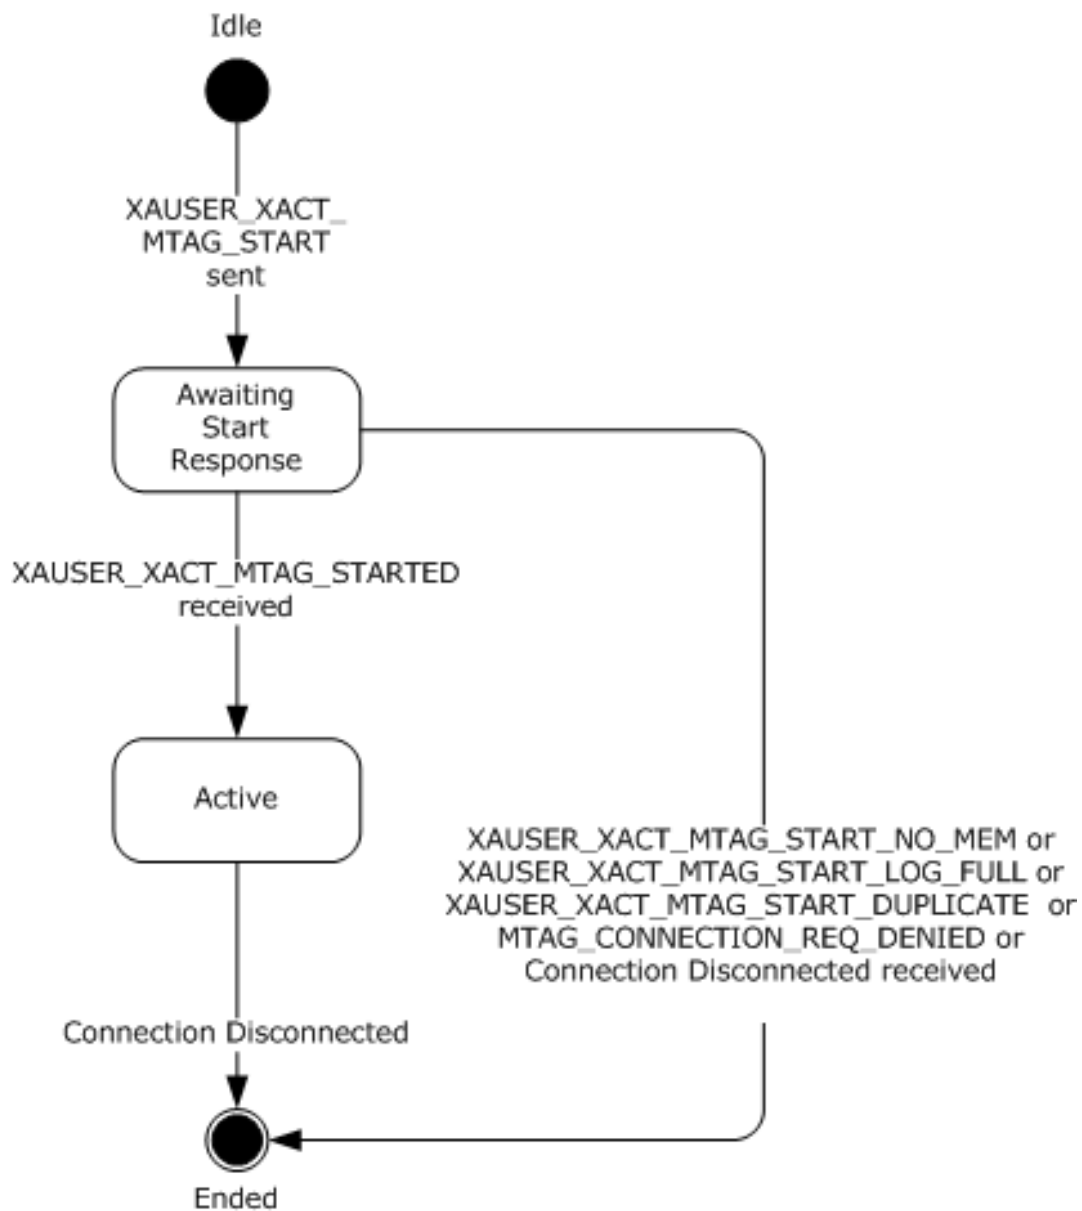 Idle
XAUSER_XACT_
MTAG_START
sent
Awaiting
Start
Response
XAUSER_XACT_MTAG_STARTED
received
Active
XAUSER_XACT_MTAG_START_NO_MEM or
XAUSER_XACT_MTAG_START_LOG_FULL or
XAUSER_XACT_MTAG_START_DUPLICATE or
MTAG_CONNECTION_REQ_DENIED or
Connection Disconnected received
Connection Disconnected
Ended